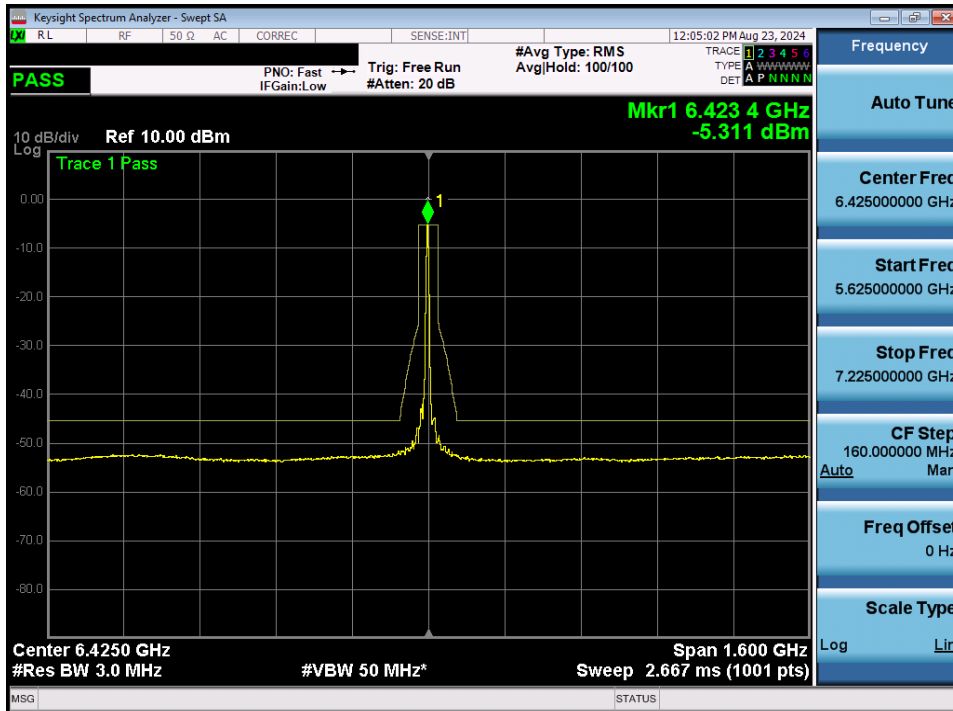 Keysight Spectrum Analyzer - Swept SA
LXI RL RF 50 Ω AC CORREC SENSE:INT 12:05:02 PM Aug 23, 2024
PASS
PNO: Fast
IFGain:Low
Trig: Free Run
#Atten: 20 dB
#Avg Type: RMS
Avg|Hold: 100/100
TRACE 1 2 3 4 5 6
TYPE A WWWWW
DET A P N N N N
Mkr1 6.423 4 GHz
-5.311 dBm
10 dB/div Ref 10.00 dBm
Log
Trace 1 Pass
1
0.00
-10.0
-20.0
-30.0
-40.0
-50.0
-60.0
-70.0
-80.0
Center 6.4250 GHz Span 1.600 GHz
#Res BW 3.0 MHz #VBW 50 MHz* Sweep 2.667 ms (1001 pts)
MSG STATUS
Frequency
Auto Tune
Center Freq
6.425000000 GHz
Start Freq
5.625000000 GHz
Stop Freq
7.225000000 GHz
CF Step
160.000000 MHz
Auto Man
Freq Offset
0 Hz
Scale Type
Log Lin